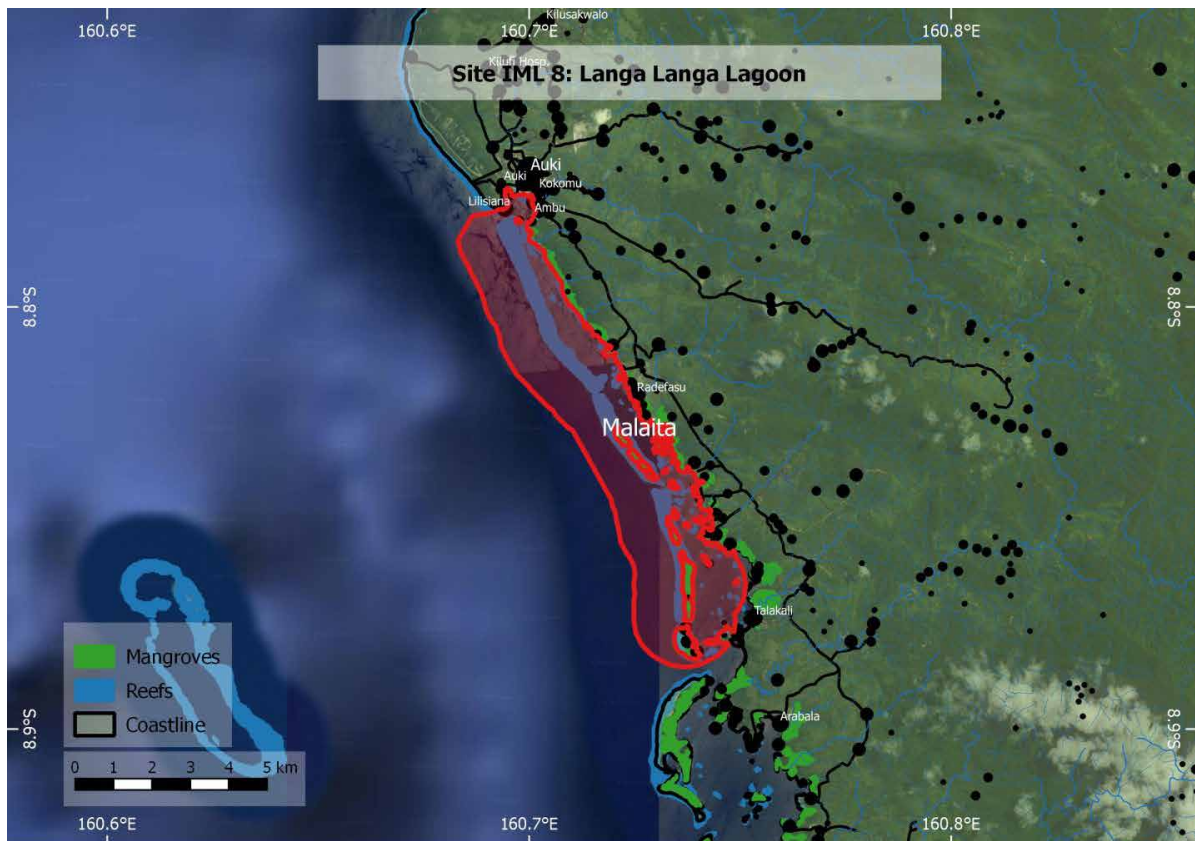 Kilusakwalo
160.6°E
160.7°E
160.8°E
Kilufi Hosp.
Site IML 8: Langa Langa Lagoon
Auki
Auki
Kokomu
Lilisiana
Ambu
8.8°S
8.8°S
Radefasu
Malaita
Talakali
Mangroves
Reefs
Coastline
Arabala
8.9°S
8.9°S
0 1 2 3 4 5 km
160.6°E
160.7°E
160.8°E